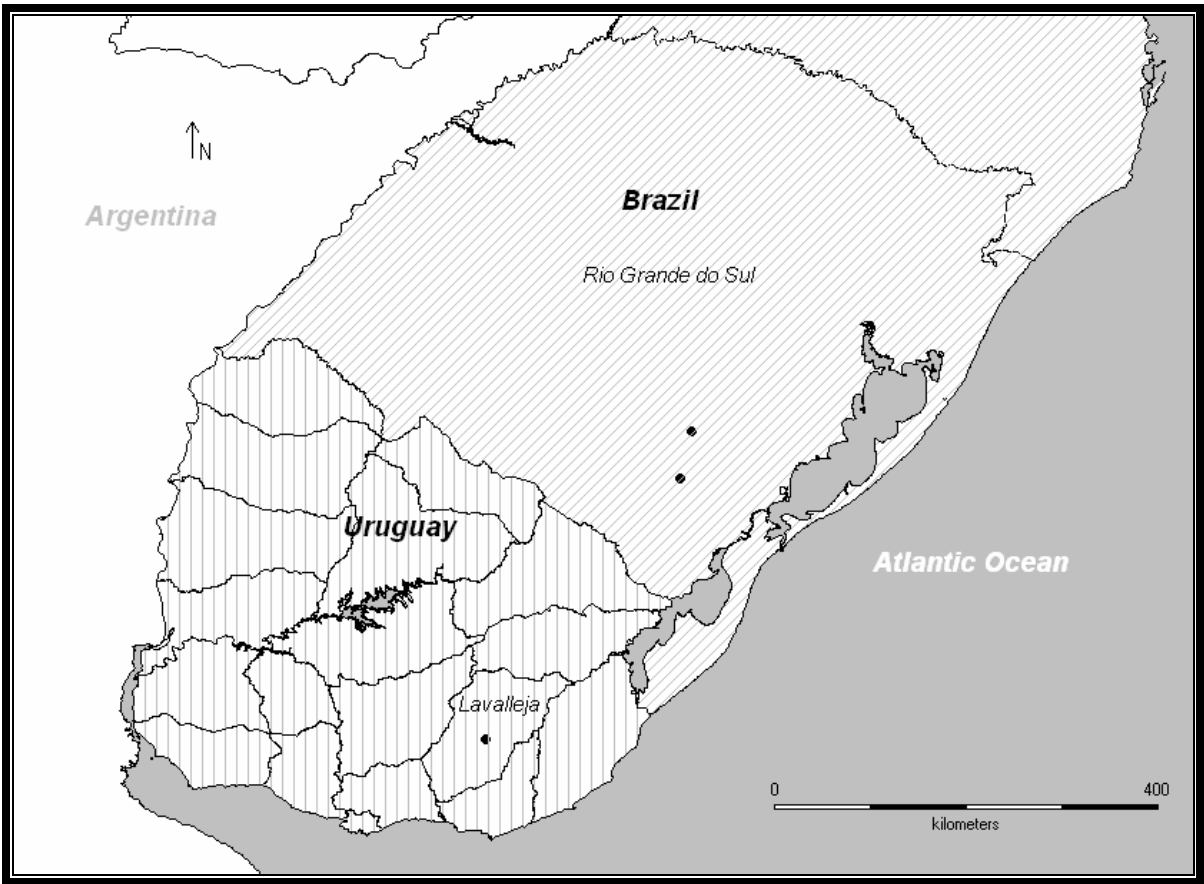 N
Brazil
Argentina
Rio Grande do Sul
Uruguay
Atlantic Ocean
Lavalleja
0 400
kilometers